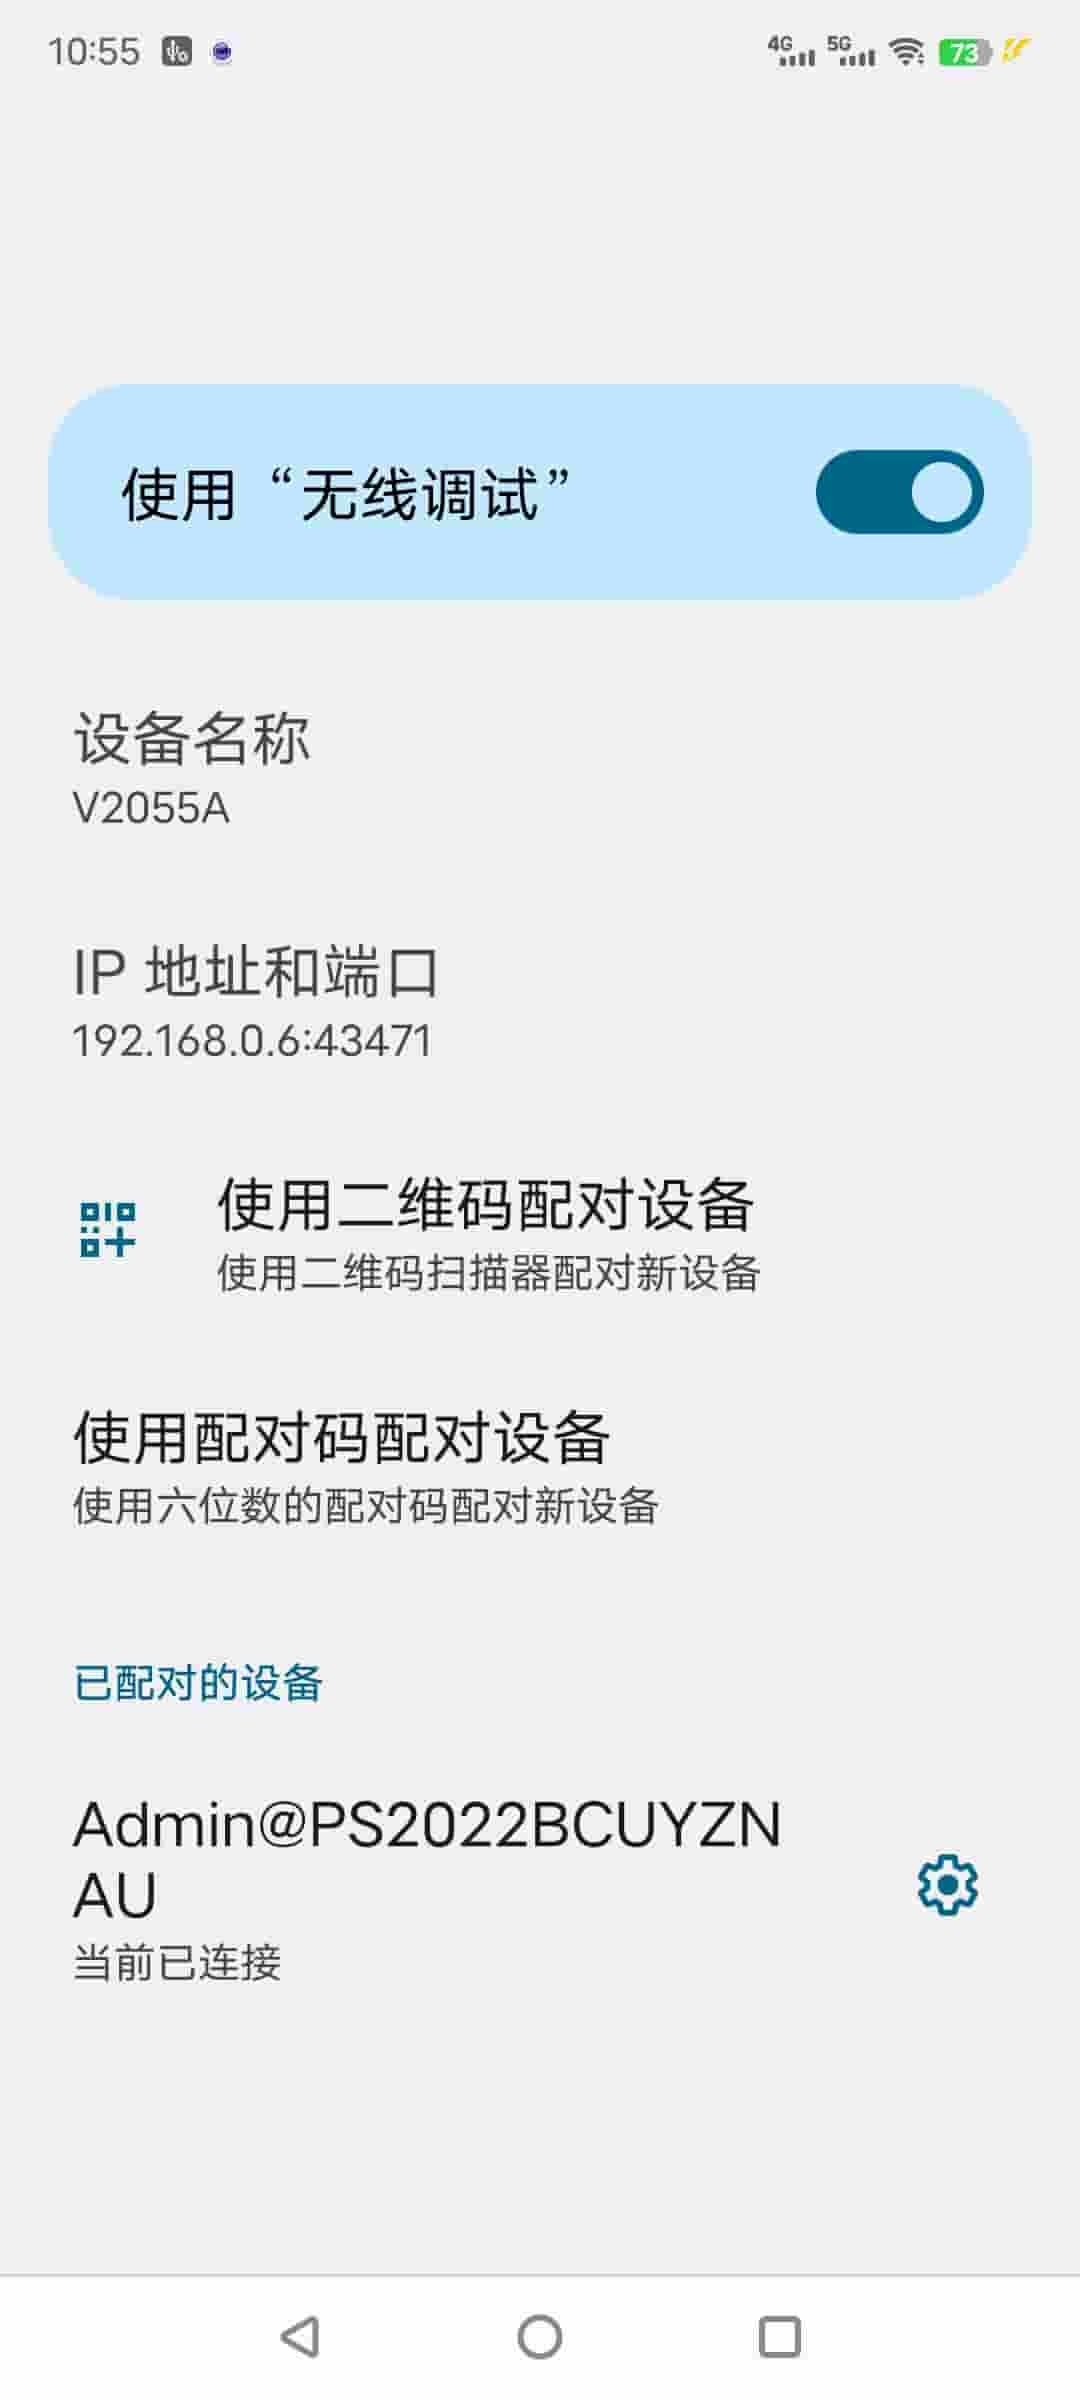 10:55
4G 5G 73
使用“无线调试”
设备名称
V2055A
IP 地址和端口
192.168.0.6:43471
使用二维码配对设备
使用二维码扫描器配对新设备
使用配对码配对设备
使用六位数的配对码配对新设备
已配对的设备
Admin@PS2022BCUYZN
AU
当前已连接